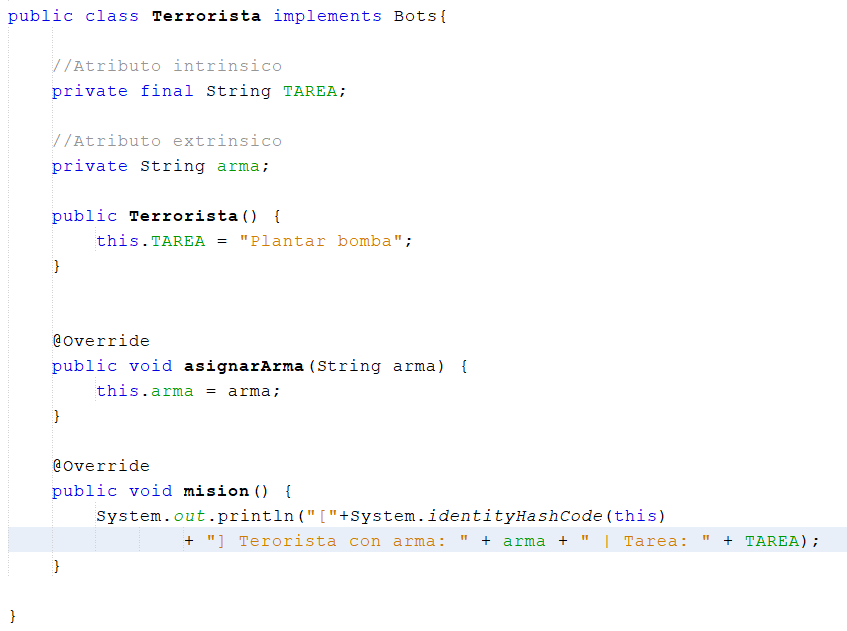 public class Terrorista implements Bots{
//Atributo intrinsico
private final String TAREA;
//Atributo extrinsico
private String arma;
public Terrorista() {
this.TAREA = "Plantar bomba";
}
@Override
public void asignarArma(String arma) {
this.arma = arma;
}
@Override
public void mision() {
System.out.println("["+System.identityHashCode(this)
+ "] Terorista con arma: " + arma + " | Tarea: " + TAREA);
}
}